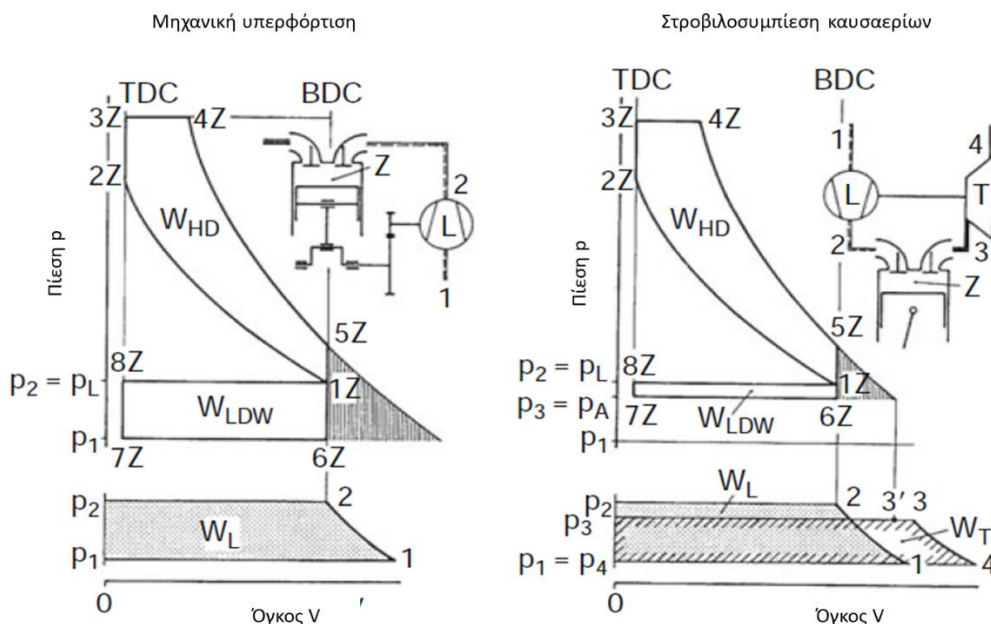 Μηχανική υπερφόρτιση
TDC
BDC
3Z
4Z
2Z
Z
2
L
W_HD
1
Πίεση p
5Z
8Z
p₂ = p_L
1Z
W_LDW
p₁
7Z
6Z
p₂
2
W_L
p₁
1
0
Όγκος V
Στροβιλοσυμπίεση καυσαερίων
TDC
BDC
3Z
4Z
1
4
2Z
L
T
W_HD
2
3
Z
Πίεση p
5Z
8Z
p₂ = p_L
1Z
p₃ = p_A
W_LDW
7Z
6Z
p₁
W_L
p₂
2
3' 3
p₃
W_T
p₁ = p₄
1
4
0
Όγκος V